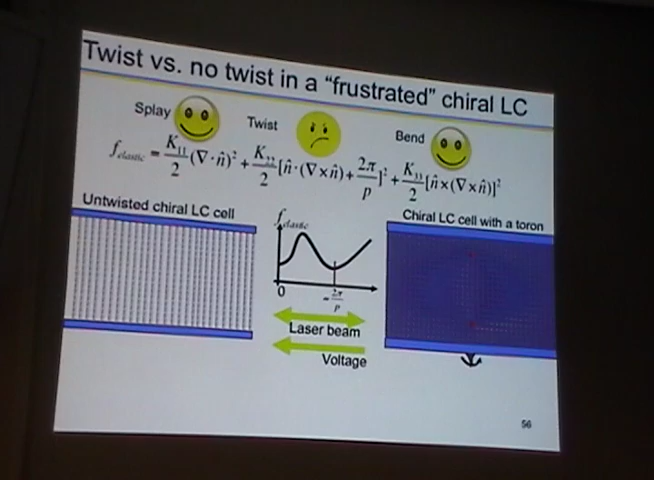 Twist vs. no twist in a “frustrated” chiral LC
Splay
Twist
Bend
f_elastic = K₁₁/2 (∇·n̂)² + K₂₂/2 [n̂·(∇×n̂) + 2π/p]² + K₃₃/2 [n̂×(∇×n̂)]²
Untwisted chiral LC cell
f_elastic
Chiral LC cell with a toron
0
-2π/p
Laser beam
Voltage
56